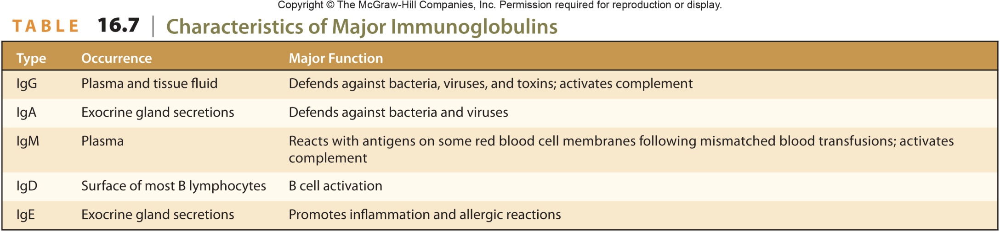 Copyright © The McGraw-Hill Companies, Inc. Permission required for reproduction or display.
TABLE 16.7 | Characteristics of Major Immunoglobulins
Type Occurrence Major Function
IgG Plasma and tissue fluid Defends against bacteria, viruses, and toxins; activates complement
IgA Exocrine gland secretions Defends against bacteria and viruses
IgM Plasma Reacts with antigens on some red blood cell membranes following mismatched blood transfusions; activates
complement
IgD Surface of most B lymphocytes B cell activation
IgE Exocrine gland secretions Promotes inflammation and allergic reactions